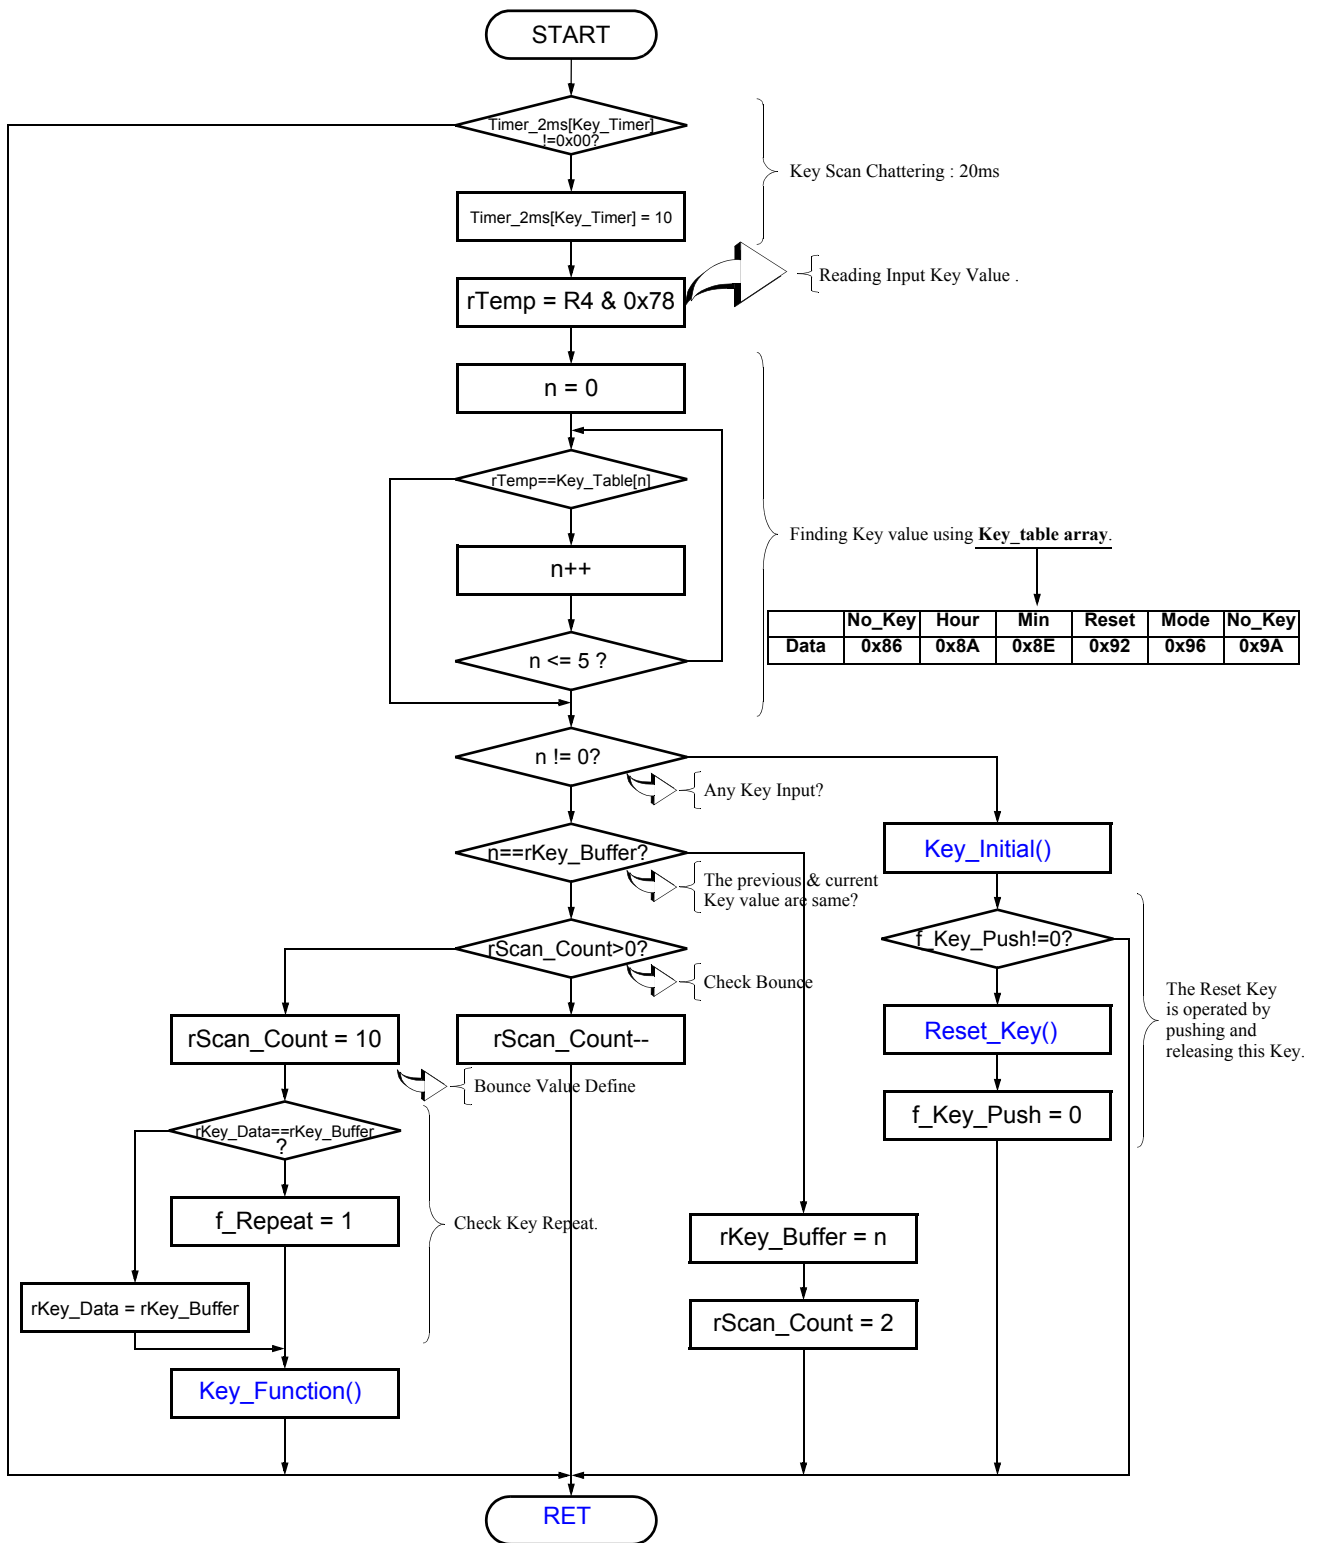 START
Timer_2ms[Key_Timer]
!=0x00?
Key Scan Chattering : 20ms
Timer_2ms[Key_Timer] = 10
Reading Input Key Value .
rTemp = R4 & 0x78
n = 0
rTemp==Key_Table[n]
Finding Key value using Key_table array.
n++
No_Key Hour Min Reset Mode No_Key
Data 0x86 0x8A 0x8E 0x92 0x96 0x9A
n <= 5 ?
n != 0?
Any Key Input?
Key_Initial()
n==rKey_Buffer?
The previous & current
Key value are same?
f_Key_Push!=0?
rScan_Count>0?
Check Bounce
The Reset Key
is operated by
pushing and
releasing this Key.
rScan_Count = 10
rScan_Count--
Reset_Key()
Bounce Value Define
f_Key_Push = 0
rKey_Data==rKey_Buffer
?
f_Repeat = 1
Check Key Repeat.
rKey_Buffer = n
rKey_Data = rKey_Buffer
rScan_Count = 2
Key_Function()
RET